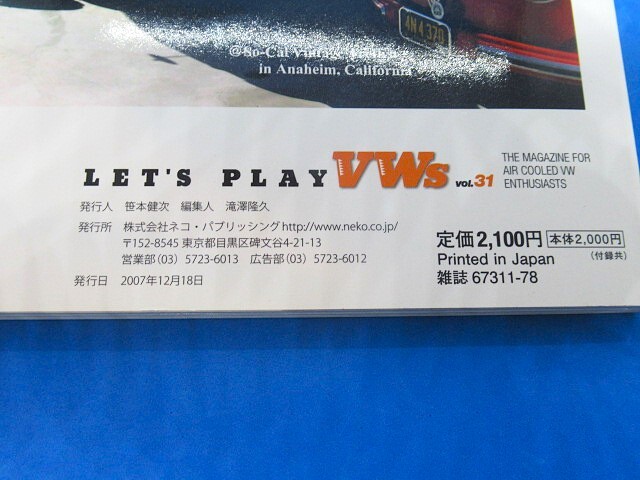 AN4 320
@So-Cal Vintage
in Anaheim, California
LET'S PLAY VWs vol.31
THE MAGAZINE FOR
AIR COOLED VW
ENTHUSIASTS
発行人 笹本健次 編集人 滝澤隆久
発行所 株式会社ネコ・パブリッシング http://www.neko.co.jp/
〒152-8545 東京都目黒区碑文谷4-21-13
営業部(03) 5723-6013 広告部(03) 5723-6012
発行日 2007年12月18日
定価2,100円 本体2,000円
Printed in Japan (付録共)
雑誌 67311-78